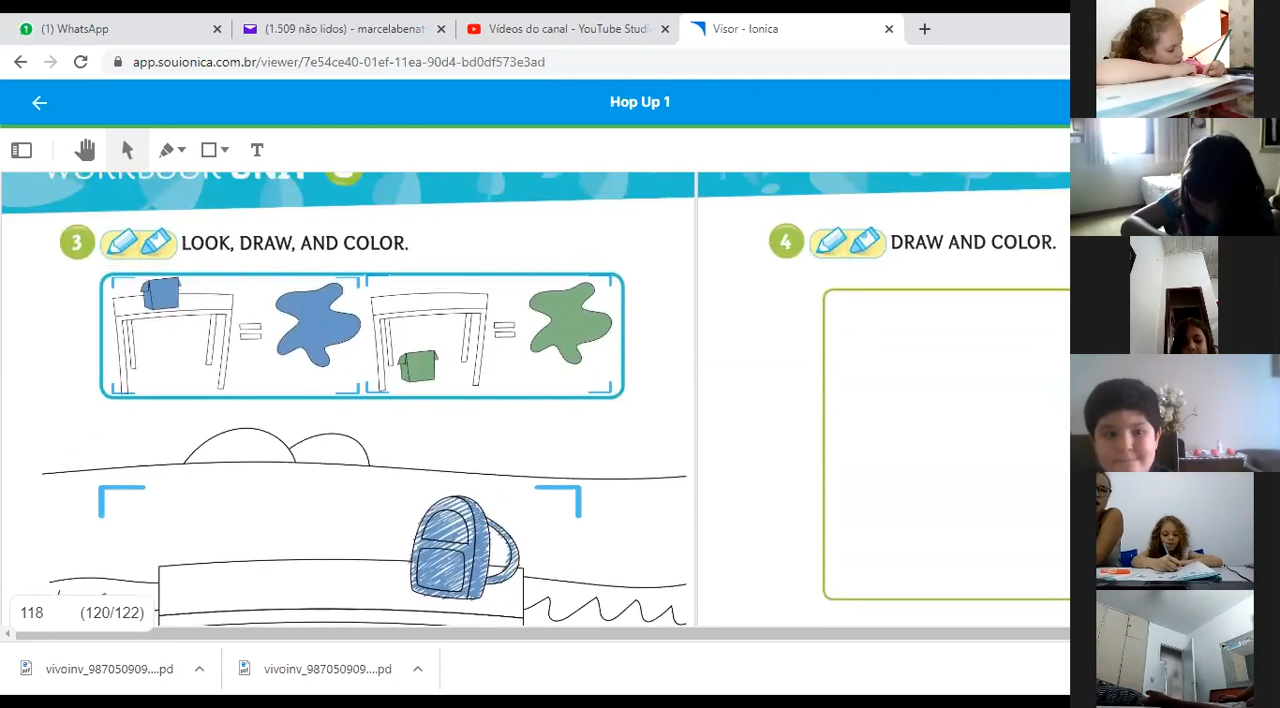 (1) WhatsApp
(1.509 não lidos) - marcelabenat
Vídeos do canal - YouTube Studi
Visor - Ionica
app.souionica.com.br/viewer/7e54ce40-01ef-11ea-90d4-bd0df573e3ad
Hop Up 1
T
WORKBOOK UNIT
3 LOOK, DRAW, AND COLOR.
4 DRAW AND COLOR.
118 (120/122)
vivoinv_987050909....pd
vivoinv_987050909....pd